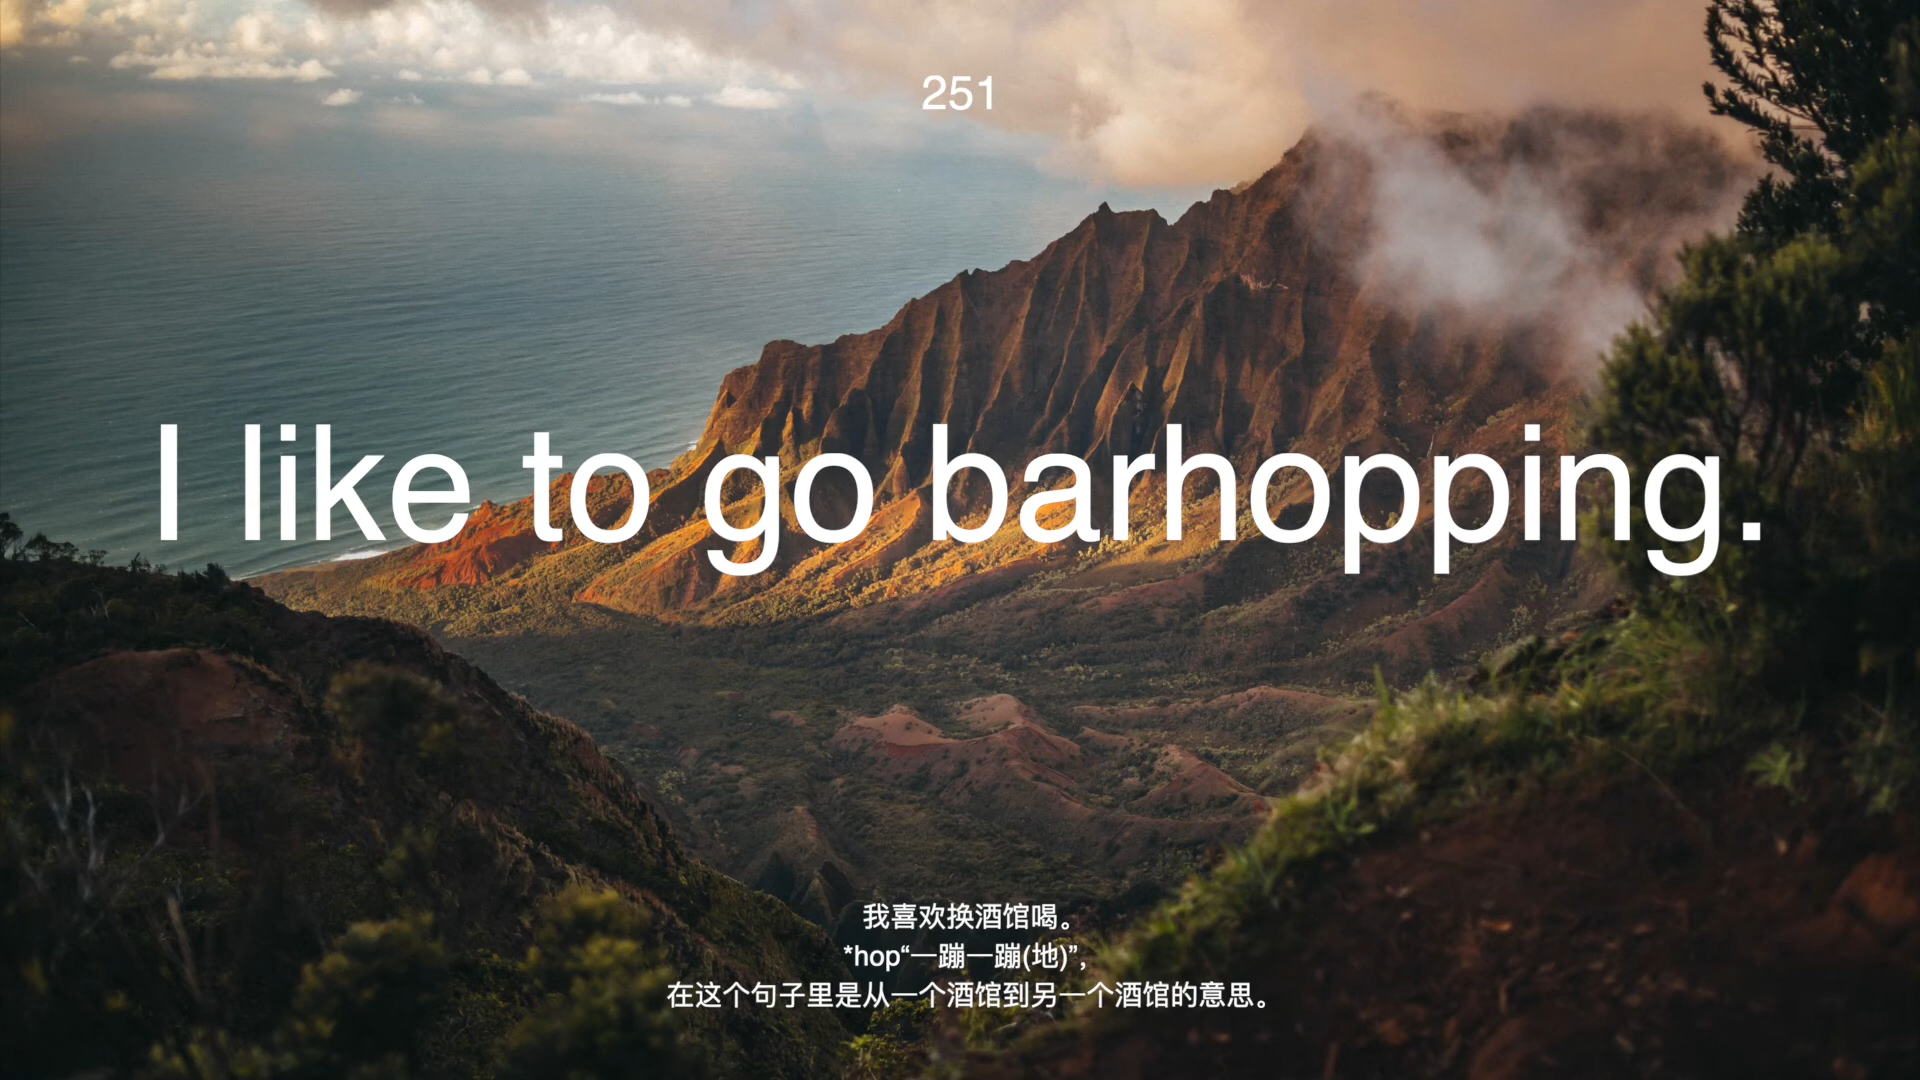 251
I like to go barhopping.
我喜欢换酒馆喝。
*hop“一蹦一蹦(地)”,
在这个句子里是从一个酒馆到另一个酒馆的意思。